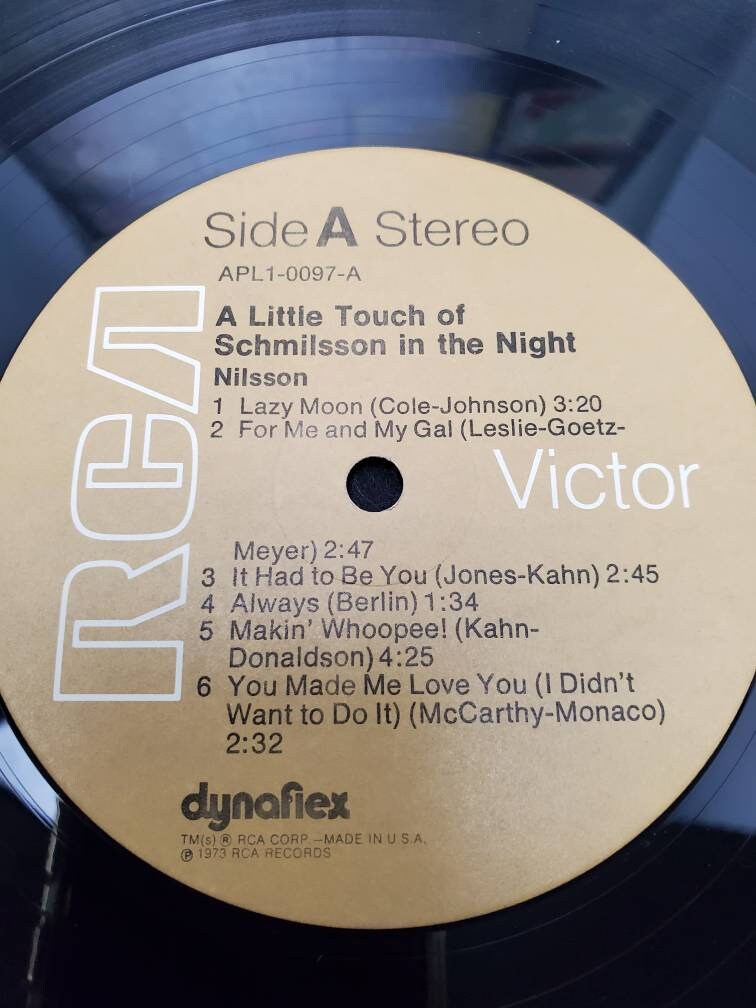 Side A Stereo
APL1-0097-A
A Little Touch of
Schmilsson in the Night
Nilsson
1 Lazy Moon (Cole-Johnson) 3:20
2 For Me and My Gal (Leslie-Goetz-
Meyer) 2:47
3 It Had to Be You (Jones-Kahn) 2:45
4 Always (Berlin) 1:34
5 Makin' Whoopee! (Kahn-
Donaldson) 4:25
6 You Made Me Love You (I Didn't
Want to Do It) (McCarthy-Monaco)
2:32
RCA
Victor
dynaflex
TM(s) ® RCA CORP.—MADE IN U.S.A.
℗ 1973 RCA RECORDS